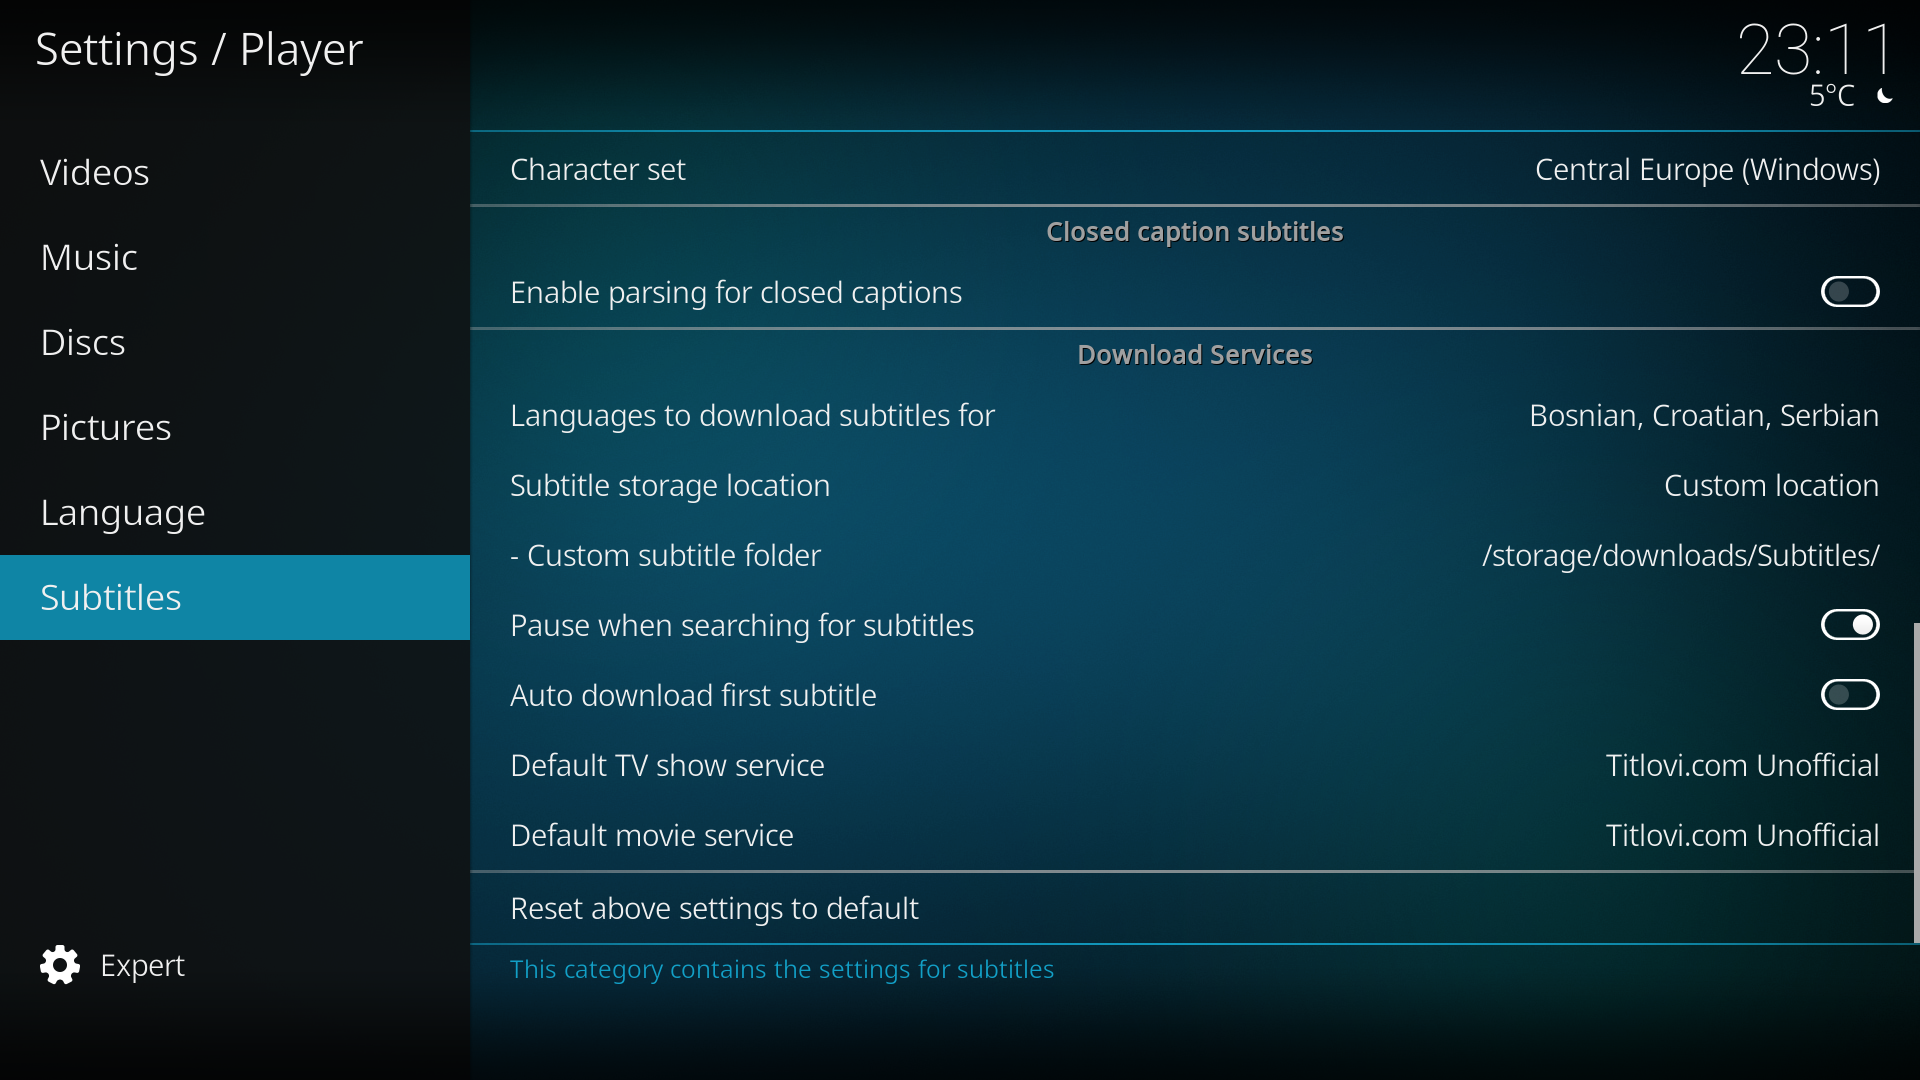 Settings / Player
23:11
5°C
Videos
Music
Discs
Pictures
Language
Subtitles
Expert
Character set Central Europe (Windows)
Closed caption subtitles
Enable parsing for closed captions
Download Services
Languages to download subtitles for Bosnian, Croatian, Serbian
Subtitle storage location Custom location
- Custom subtitle folder /storage/downloads/Subtitles/
Pause when searching for subtitles
Auto download first subtitle
Default TV show service Titlovi.com Unofficial
Default movie service Titlovi.com Unofficial
Reset above settings to default
This category contains the settings for subtitles